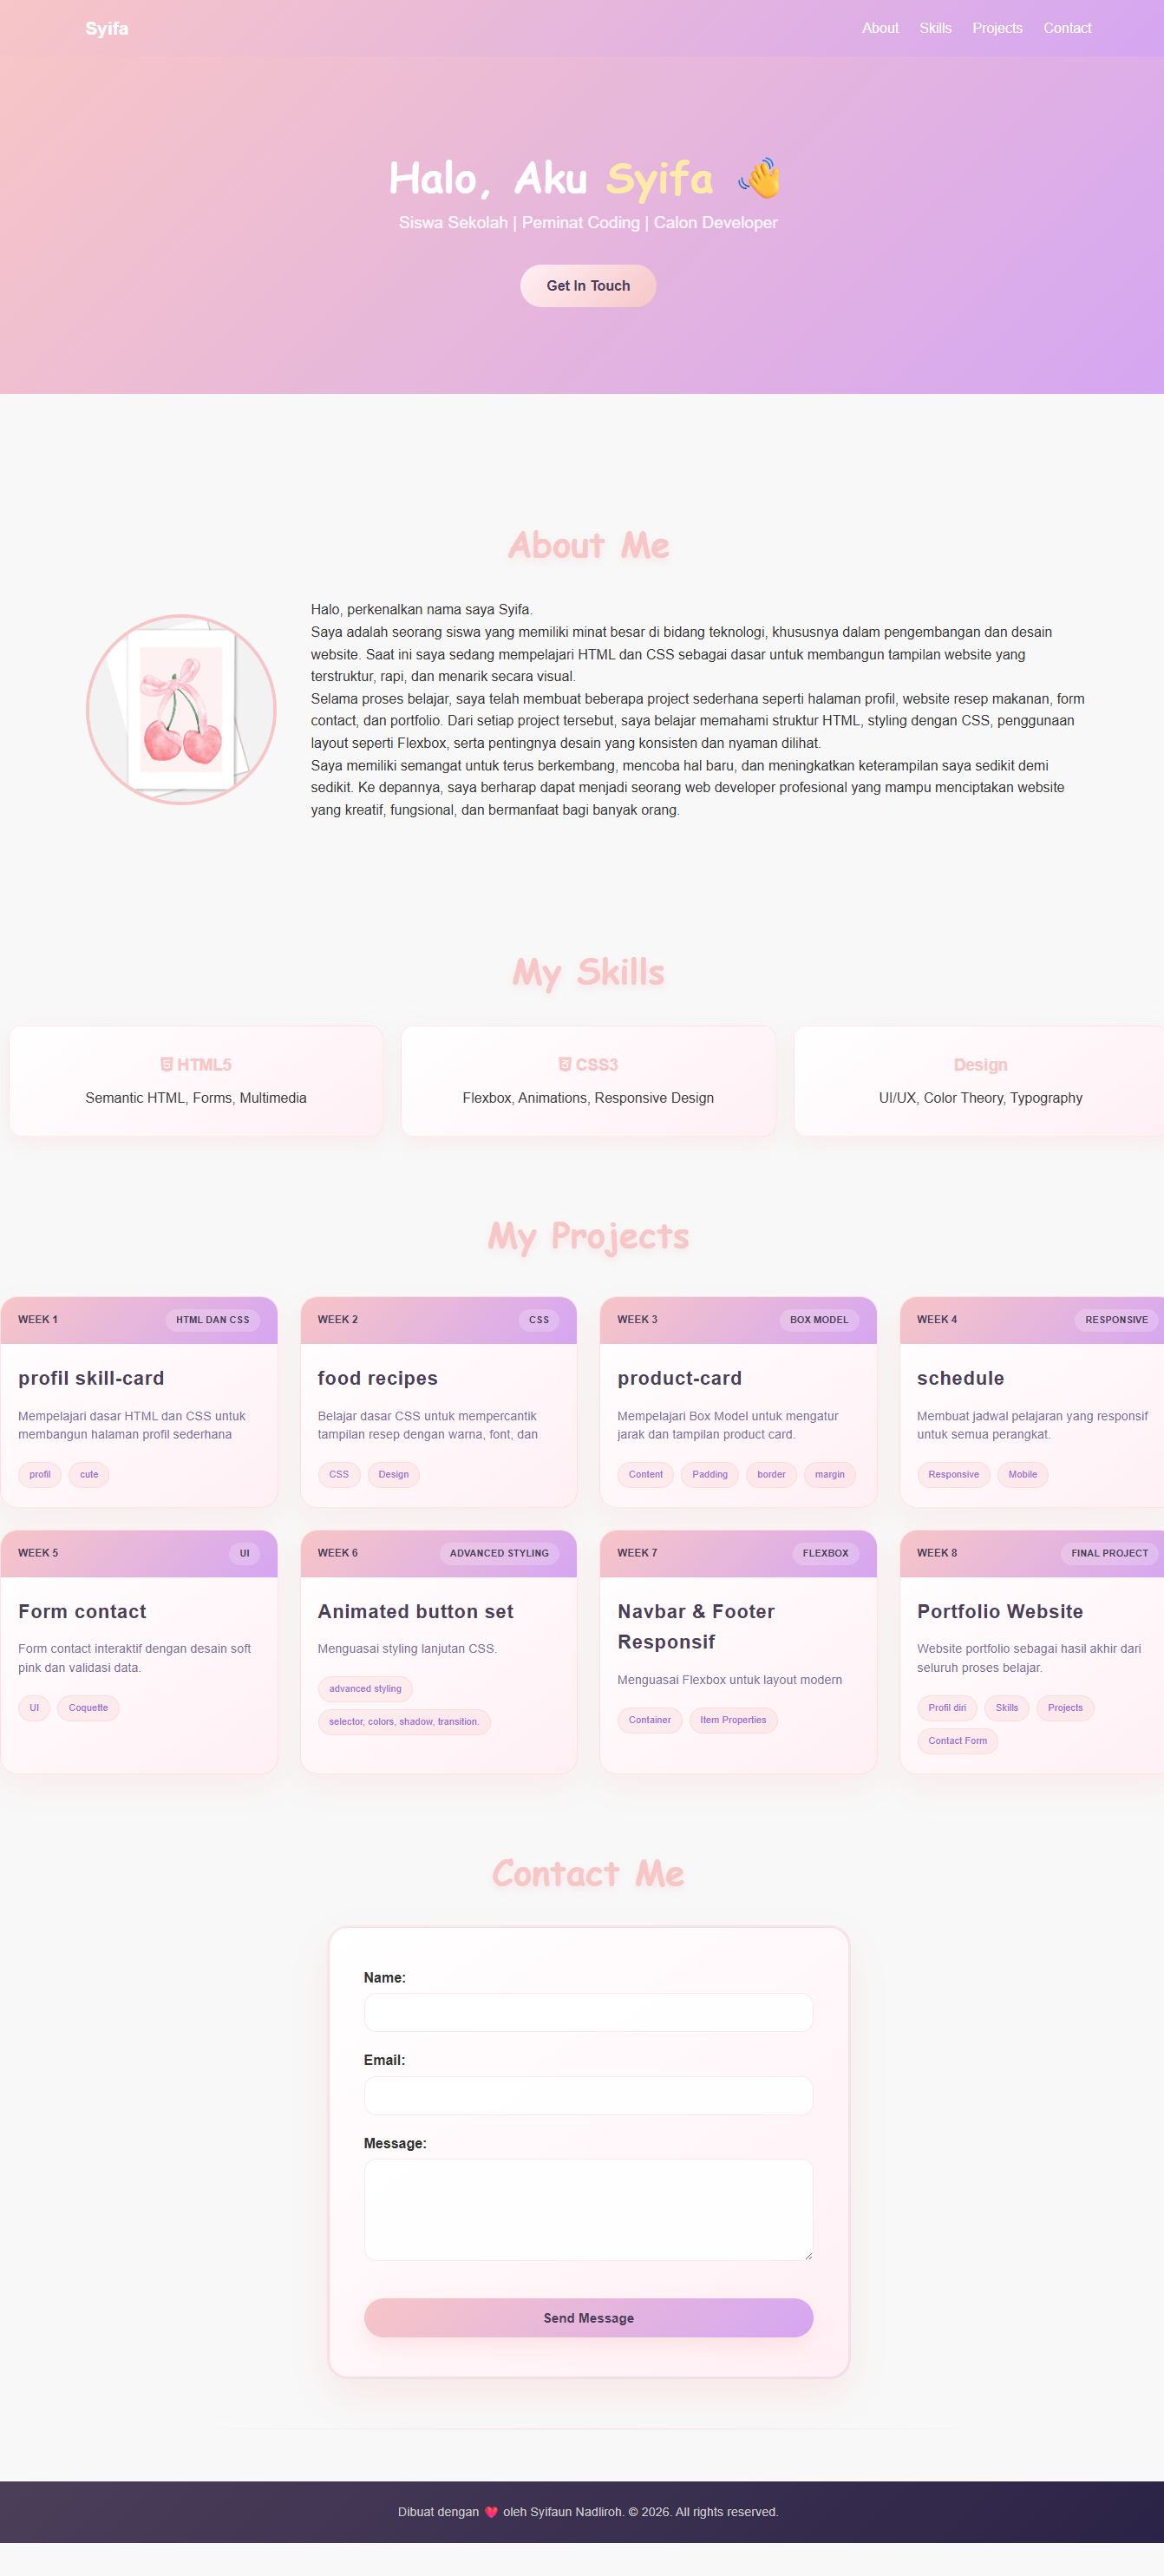 Syifa
About Skills Projects Contact
Halo, Aku Syifa 👋
Siswa Sekolah | Peminat Coding | Calon Developer
Get In Touch
About Me
Halo, perkenalkan nama saya Syifa.
Saya adalah seorang siswa yang memiliki minat besar di bidang teknologi, khususnya dalam pengembangan dan desain
website. Saat ini saya sedang mempelajari HTML dan CSS sebagai dasar untuk membangun tampilan website yang
terstruktur, rapi, dan menarik secara visual.
Selama proses belajar, saya telah membuat beberapa project sederhana seperti halaman profil, website resep makanan, form
contact, dan portfolio. Dari setiap project tersebut, saya belajar memahami struktur HTML, styling dengan CSS, penggunaan
layout seperti Flexbox, serta pentingnya desain yang konsisten dan nyaman dilihat.
Saya memiliki semangat untuk terus berkembang, mencoba hal baru, dan meningkatkan keterampilan saya sedikit demi
sedikit. Ke depannya, saya berharap dapat menjadi seorang web developer profesional yang mampu menciptakan website
yang kreatif, fungsional, dan bermanfaat bagi banyak orang.
My Skills
HTML5
Semantic HTML, Forms, Multimedia
CSS3
Flexbox, Animations, Responsive Design
Design
UI/UX, Color Theory, Typography
My Projects
WEEK 1 HTML DAN CSS
profil skill-card
Mempelajari dasar HTML dan CSS untuk
membangun halaman profil sederhana
profil cute
WEEK 2 CSS
food recipes
Belajar dasar CSS untuk mempercantik
tampilan resep dengan warna, font, dan
CSS Design
WEEK 3 BOX MODEL
product-card
Mempelajari Box Model untuk mengatur
jarak dan tampilan product card.
Content Padding border margin
WEEK 4 RESPONSIVE
schedule
Membuat jadwal pelajaran yang responsif
untuk semua perangkat.
Responsive Mobile
WEEK 5 UI
Form contact
Form contact interaktif dengan desain soft
pink dan validasi data.
UI Coquette
WEEK 6 ADVANCED STYLING
Animated button set
Menguasai styling lanjutan CSS.
advanced styling
selector, colors, shadow, transition.
WEEK 7 FLEXBOX
Navbar & Footer
Responsif
Menguasai Flexbox untuk layout modern
Container Item Properties
WEEK 8 FINAL PROJECT
Portfolio Website
Website portfolio sebagai hasil akhir dari
seluruh proses belajar.
Profil diri Skills Projects
Contact Form
Contact Me
Name:
Email:
Message:
Send Message
Dibuat dengan ❤️ oleh Syifaun Nadliroh. © 2026. All rights reserved.